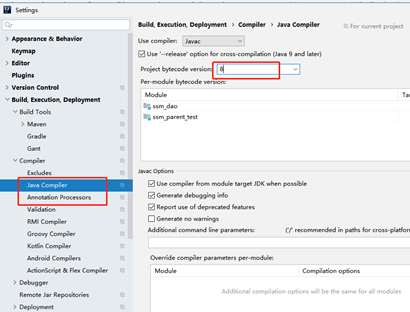 Settings
Appearance & Behavior
Keymap
Editor
Plugins
Version Control
Build, Execution, Deployment
Build Tools
Maven
Gradle
Gant
Compiler
Excludes
Java Compiler
Annotation Processors
Validation
RMI Compiler
Groovy Compiler
Kotlin Compiler
Android Compilers
ActionScript & Flex Compiler
Debugger
Remote Jar Repositories
Deployment
Build, Execution, Deployment › Compiler › Java Compiler
For current project
Use compiler: Javac
Use '--release' option for cross-compilation (Java 9 and later)
Project bytecode version: 8
Per-module bytecode version:
Module Ta
ssm_dao
ssm_parent_test
Javac Options
Use compiler from module target JDK when possible
Generate debugging info
Report use of deprecated features
Generate no warnings
Additional command line parameters: ('/' recommended in paths for cross-platfor
Override compiler parameters per-module:
Module Compilation options
Additional compilation options will be the same for all modules